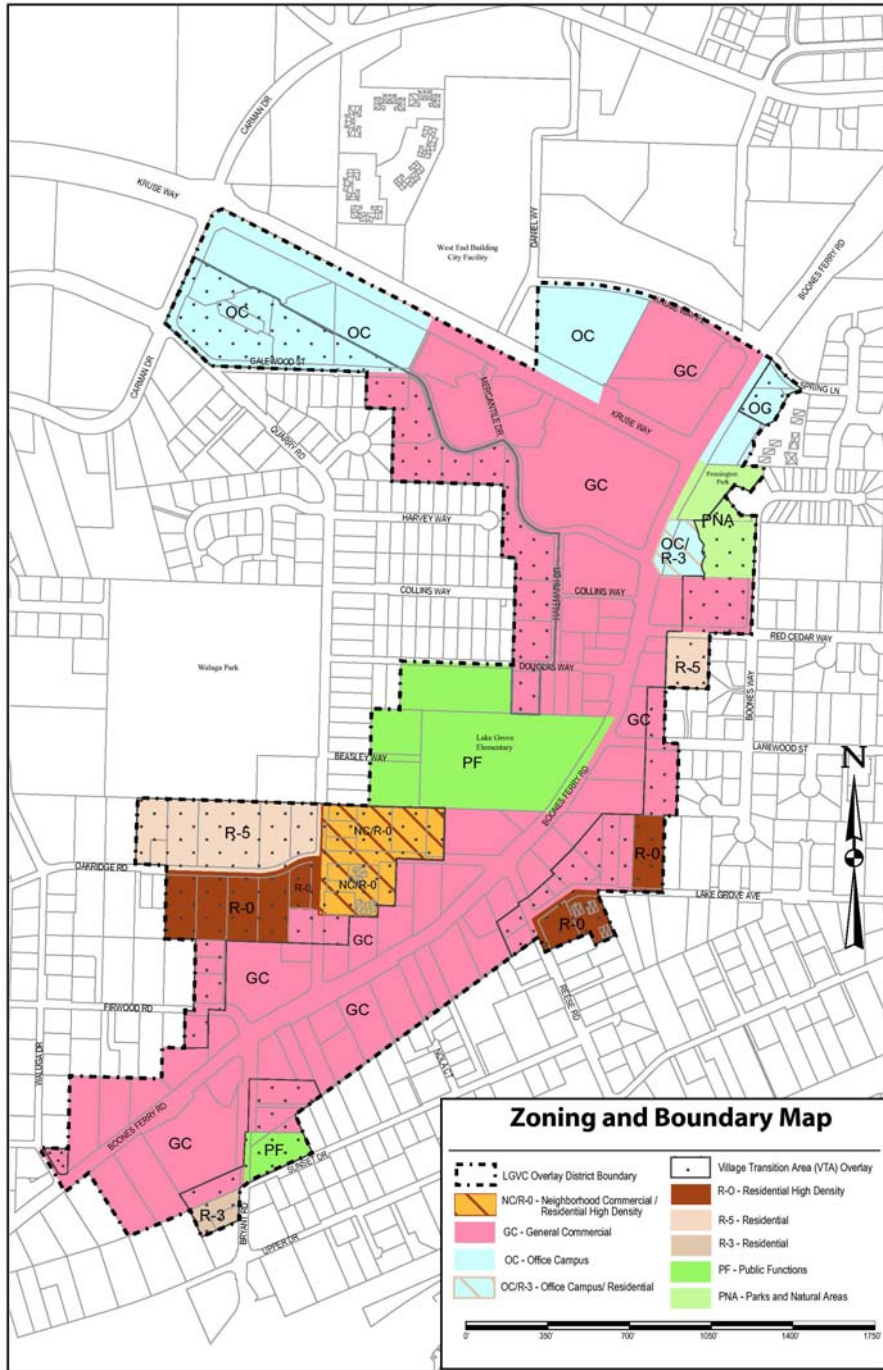 CARMAN DR
KRUSE WAY
DANIEL WY
BOONES FERRY RD
West End Building
City Facility
OC
OC
OC
GC
KRUSE WAY
SPRING LN
OC
CARMAN DR
GALEWOOD ST
MERCANTILE DR
KRUSE WAY
QUARRY RD
GC
Pennington
Park
PNA
HARVEY WAY
OC/
R-3
HALLMARK DR
COLLINS WAY
COLLINS WAY
RED CEDAR WAY
Waluga Park
DOUGLAS WAY
R-5
BOONES WAY
GC
Lake Grove
Elementary
LANEWOOD ST
BEASLEY WAY
PF
N
BOONES FERRY RD
R-5
NC/R-0
R-0
OAKRIDGE RD
R-0
NC/R-0
R-0
LAKE GROVE AVE
R-0
GC
GC
FIRWOOD RD
GC
REESE RD
WALUGA DR
NOLA CT
BOONES FERRY RD
GC
PF
SUNSET DR
R-3
BRYANT RD
UPPER DR
Zoning and Boundary Map
LGVC Overlay District Boundary
NC/R-0 - Neighborhood Commercial /
Residential High Density
GC - General Commercial
OC - Office Campus
OC/R-3 - Office Campus/ Residential
Village Transition Area (VTA) Overlay
R-O - Residential High Density
R-5 - Residential
R-3 - Residential
PF - Public Functions
PNA - Parks and Natural Areas
0' 350' 700' 1050' 1400' 1750'